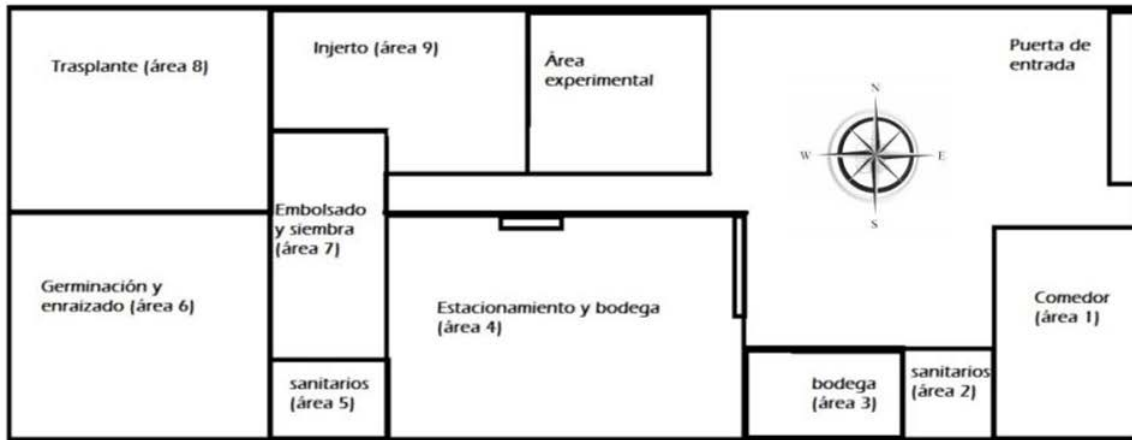 Trasplante (área 8)
Injerto (área 9)
Área
experimental
Puerta de
entrada
N
W
E
S
Embolsado
y siembra
(área 7)
Germinación y
enraizado (área 6)
Estacionamiento y bodega
(área 4)
Comedor
(área 1)
sanitarios
(área 5)
bodega
(área 3)
sanitarios
(área 2)